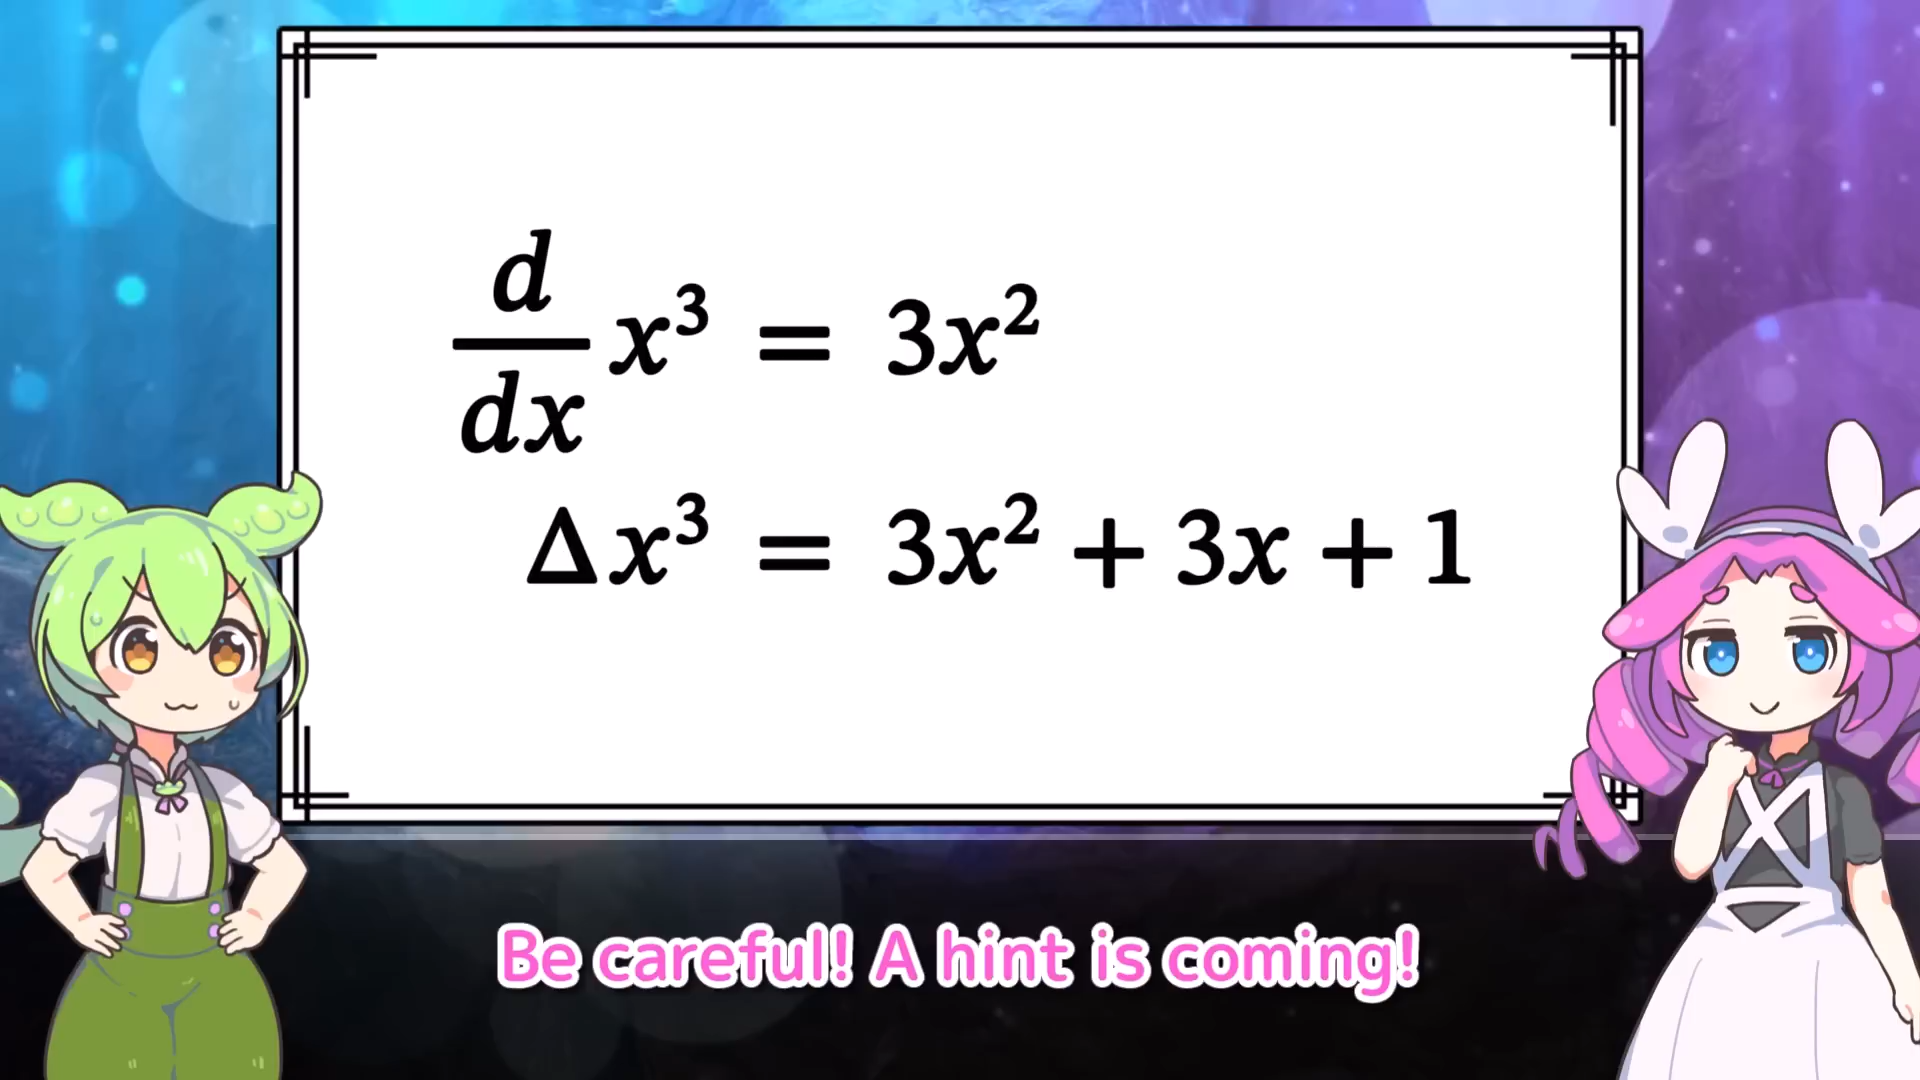 d/dx x³ = 3x²
Δx³ = 3x² + 3x + 1
Be careful! A hint is coming!